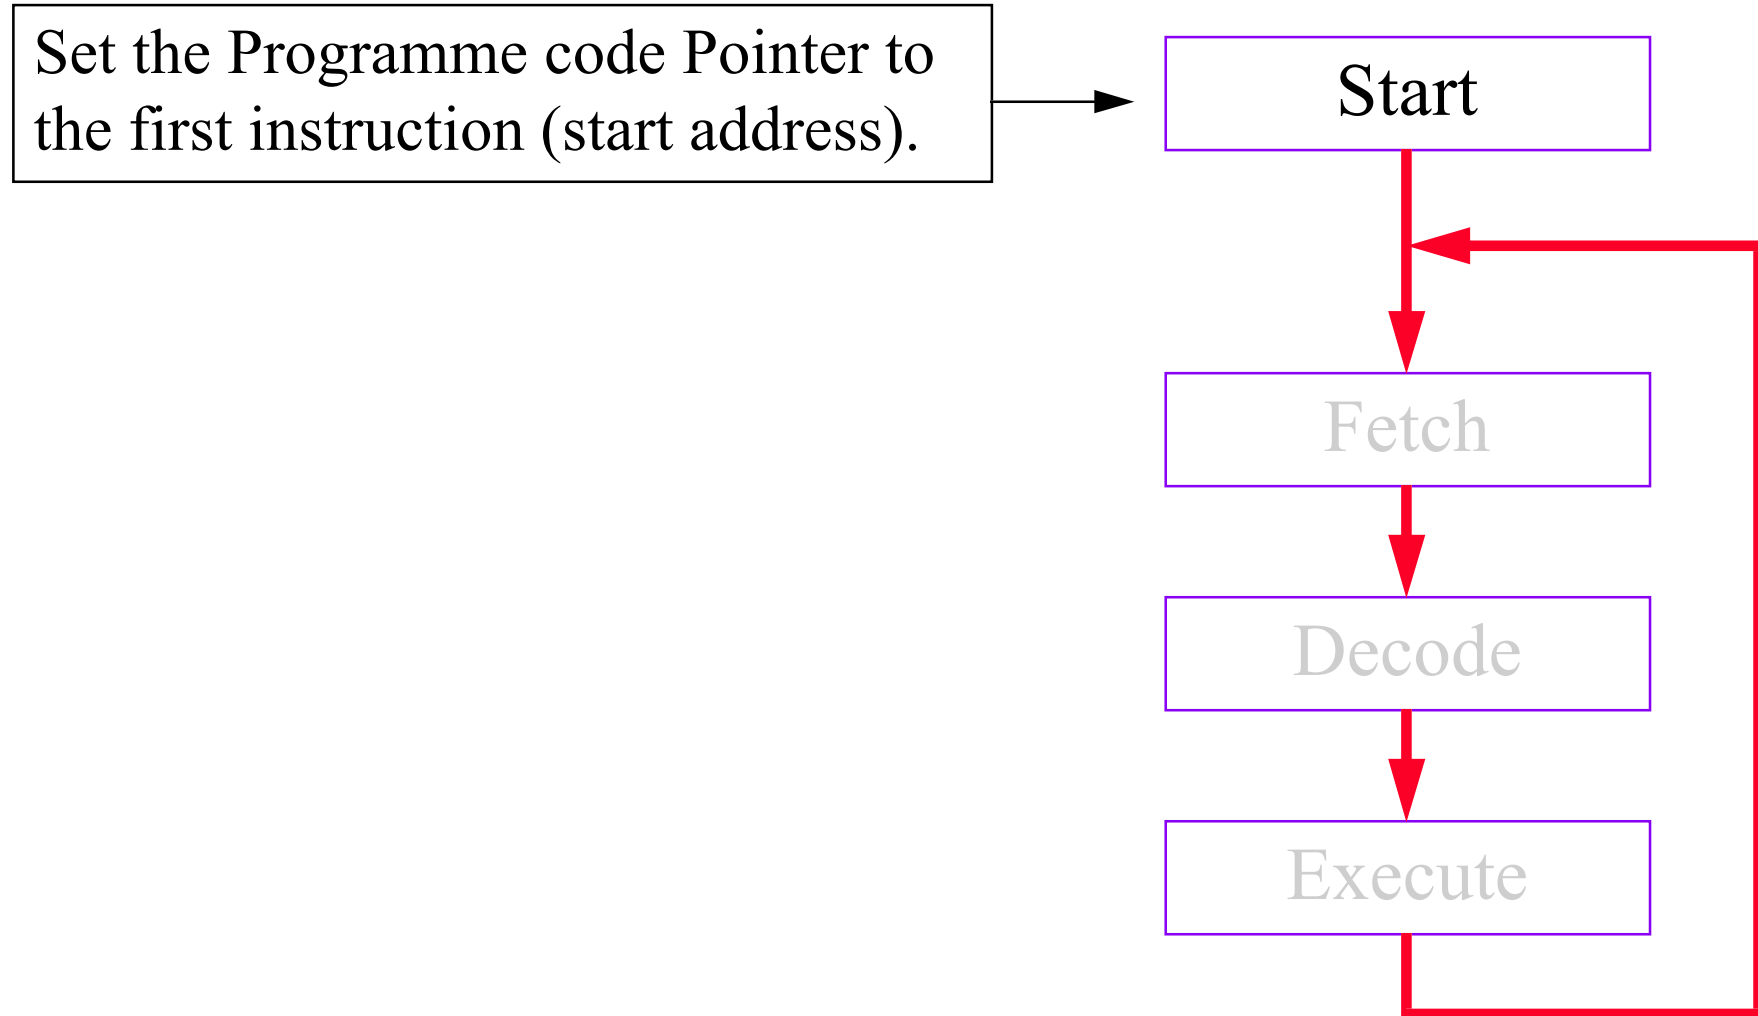 Set the Programme code Pointer to
the first instruction (start address).
Start
Fetch
Decode
Execute